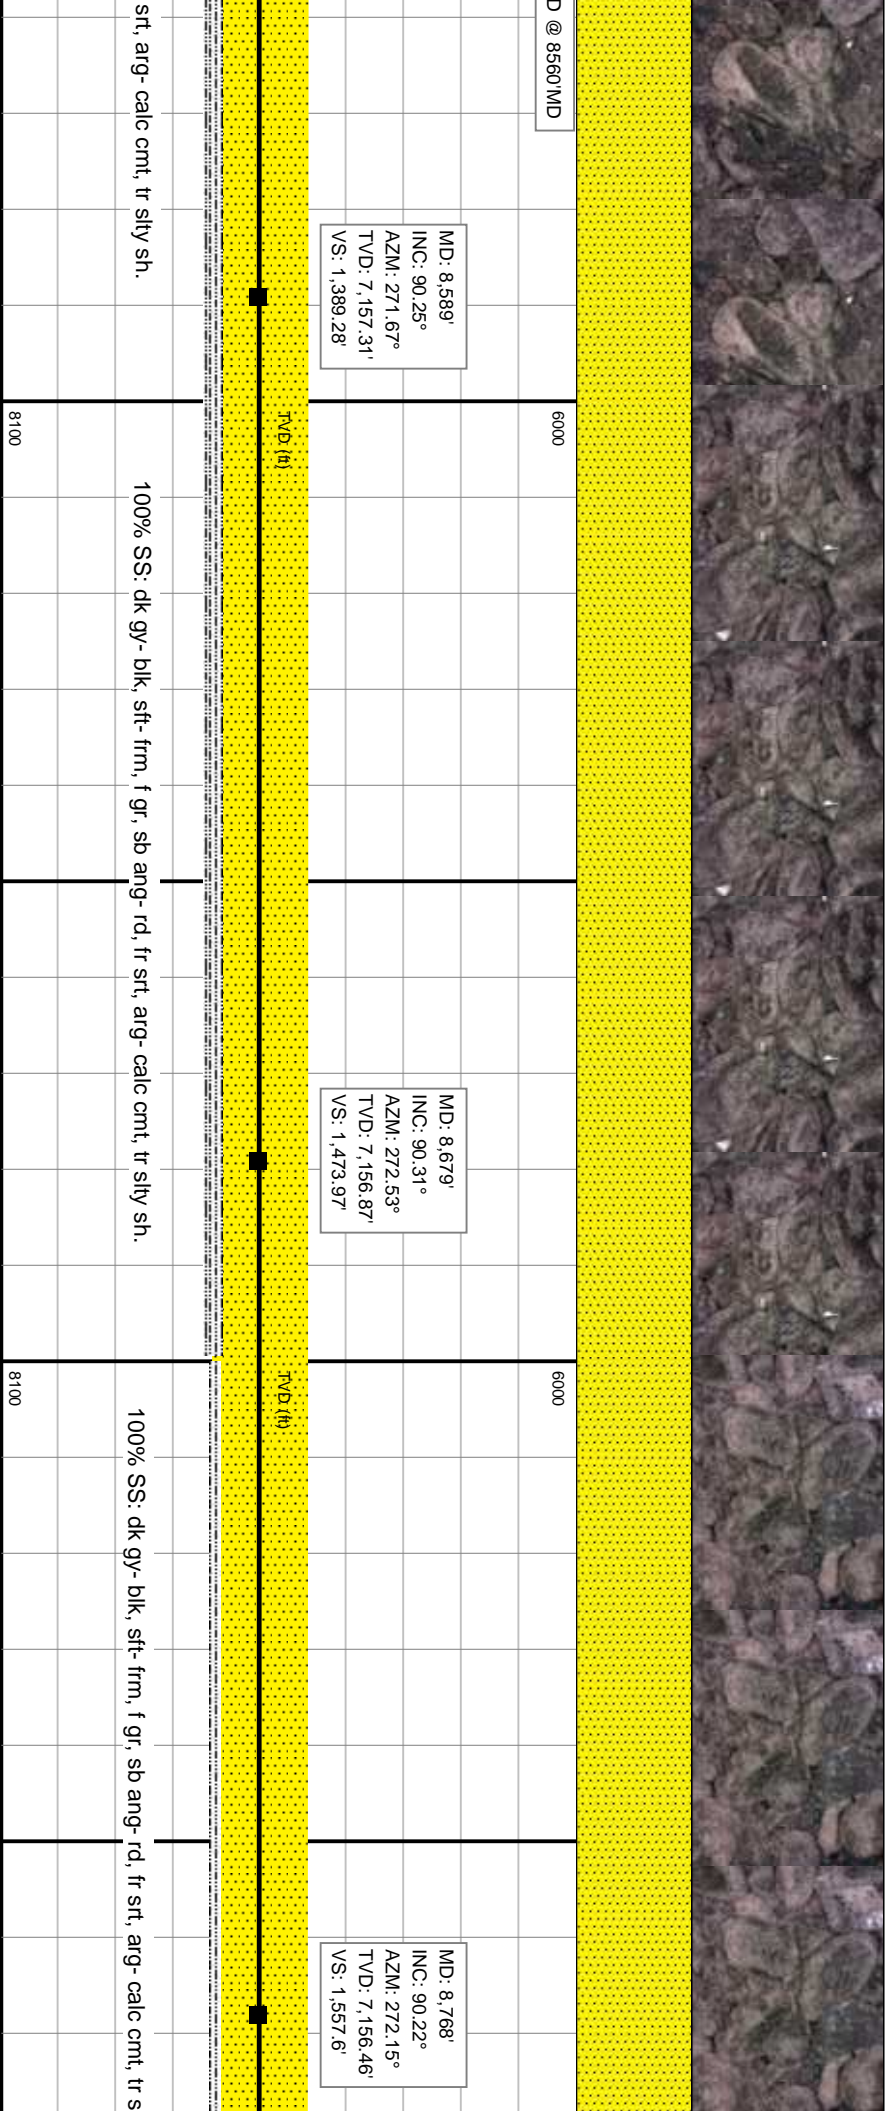 D @ 8560'MD
srt, arg- calc cmt, tr slty sh.
MD: 8,589'
INC: 90.25°
AZM: 271.67°
TVD: 7,157.31'
VS: 1,389.28'
6000
TVD (ft)
8100
100% SS: dk gy- blk, sft- frm, f gr, sb ang- rd, fr srt, arg- calc cmt, tr slty sh.
MD: 8,679'
INC: 90.31°
AZM: 272.53°
TVD: 7,156.87'
VS: 1,473.97'
6000
TVD (ft)
8100
100% SS: dk gy- blk, sft- frm, f gr, sb ang- rd, fr srt, arg- calc cmt, tr s
MD: 8,768'
INC: 90.22°
AZM: 272.15°
TVD: 7,156.46'
VS: 1,557.6'